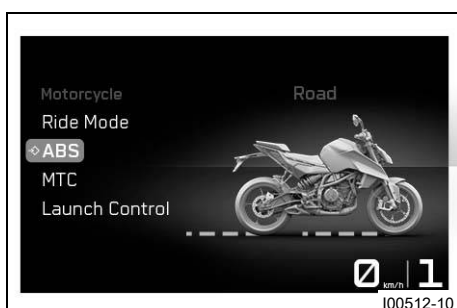 Motorcycle
Road
Ride Mode
ABS
MTC
Launch Control
0 km/h 1
I00512-10